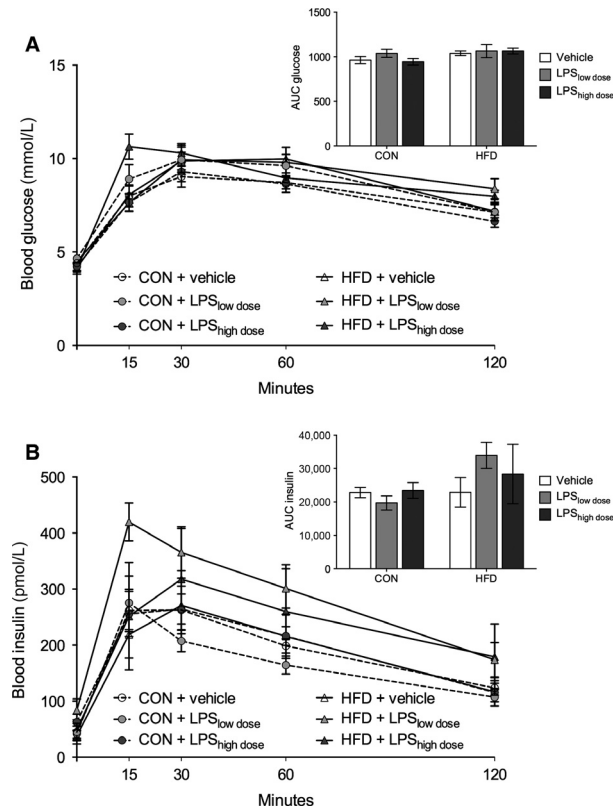 A
Blood glucose (mmol/L)
15
10
5
0
CON + vehicle
CON + LPSlow dose
CON + LPShigh dose
HFD + vehicle
HFD + LPSlow dose
HFD + LPShigh dose
15
30
60
120
Minutes
AUC glucose
1500
1000
500
0
CON
HFD
Vehicle
LPSlow dose
LPShigh dose
B
Blood insulin (pmol/L)
500
400
300
200
100
0
CON + vehicle
CON + LPSlow dose
CON + LPShigh dose
HFD + vehicle
HFD + LPSlow dose
HFD + LPShigh dose
15
30
60
120
Minutes
AUC insulin
40,000
30,000
20,000
10,000
0
CON
HFD
Vehicle
LPSlow dose
LPShigh dose